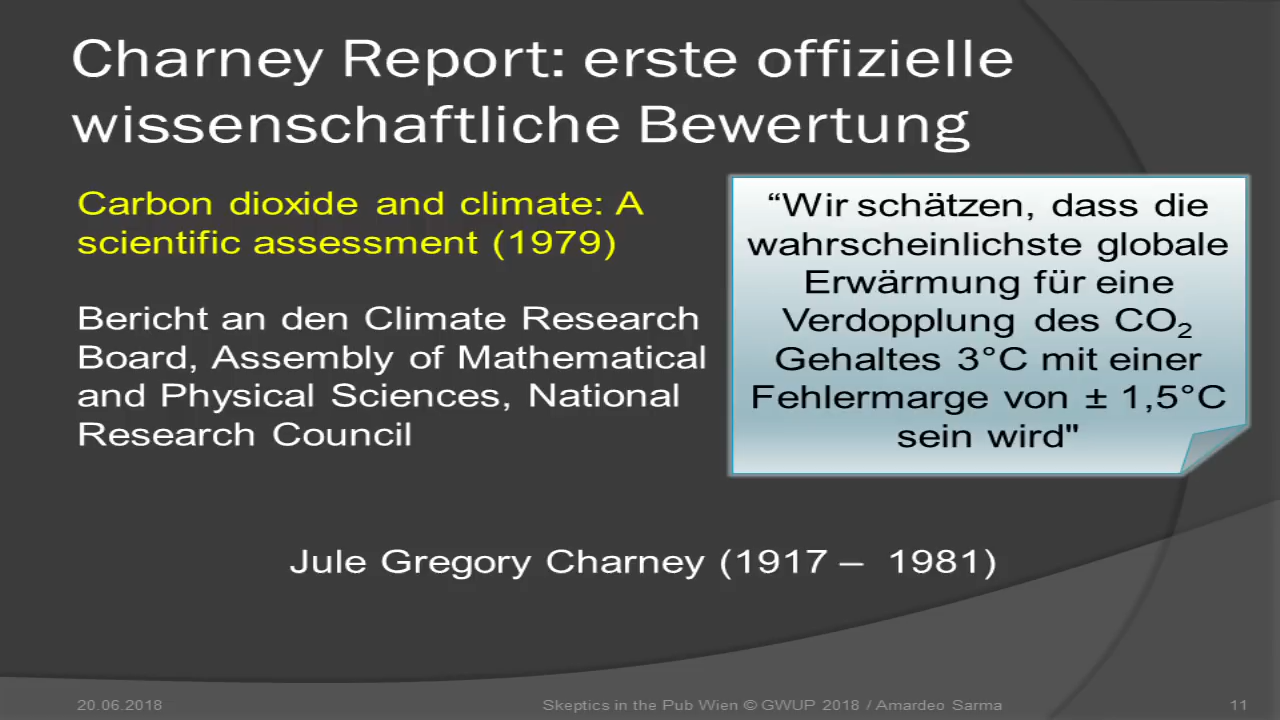 Charney Report: erste offizielle
wissenschaftliche Bewertung
Carbon dioxide and climate: A
scientific assessment (1979)
Bericht an den Climate Research
Board, Assembly of Mathematical
and Physical Sciences, National
Research Council
“Wir schätzen, dass die
wahrscheinlichste globale
Erwärmung für eine
Verdopplung des CO₂
Gehaltes 3°C mit einer
Fehlermarge von ± 1,5°C
sein wird"
Jule Gregory Charney (1917 – 1981)
20.06.2018
Skeptics in the Pub Wien © GWUP 2018 / Amardeo Sarma
11